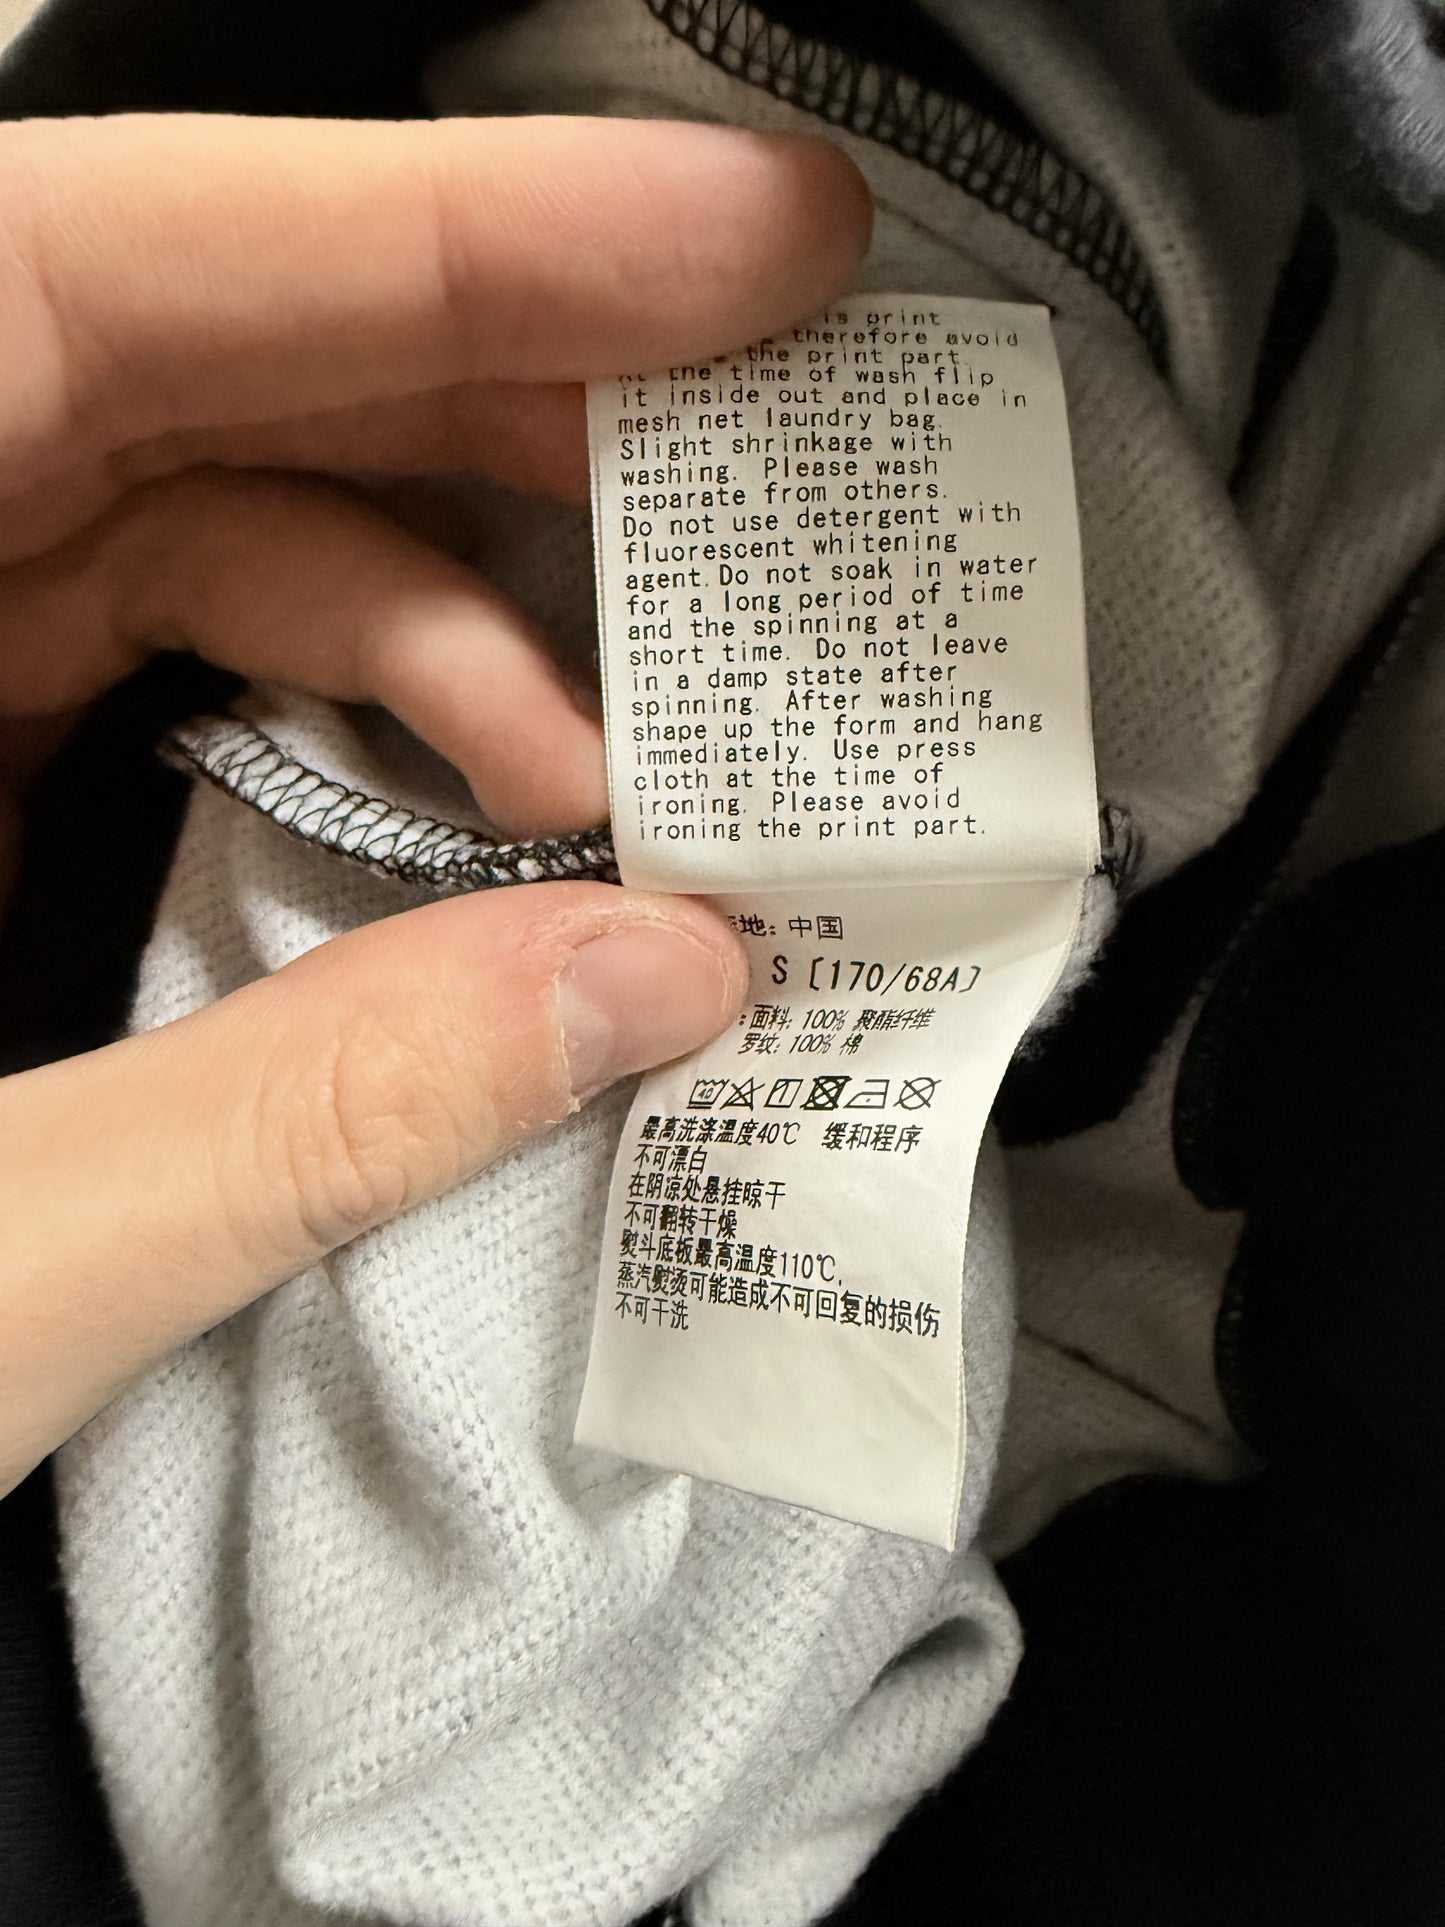 is print
therefore avoid
the print part.
At the time of wash flip
it inside out and place in
mesh net laundry bag.
Slight shrinkage with
washing. Please wash
separate from others.
Do not use detergent with
fluorescent whitening
agent. Do not soak in water
for a long period of time
and the spinning at a
short time. Do not leave
in a damp state after
spinning. After washing
shape up the form and hang
immediately. Use press
cloth at the time of
ironing. Please avoid
ironing the print part.
地: 中国
S [170/68A]
: 面料: 100% 聚酯纤维
罗纹: 100% 棉
40
最高洗涤温度40℃ 缓和程序
不可漂白
在阴凉处悬挂晾干
不可翻转干燥
熨斗底板最高温度110℃,
蒸汽熨烫可能造成不可回复的损伤
不可干洗